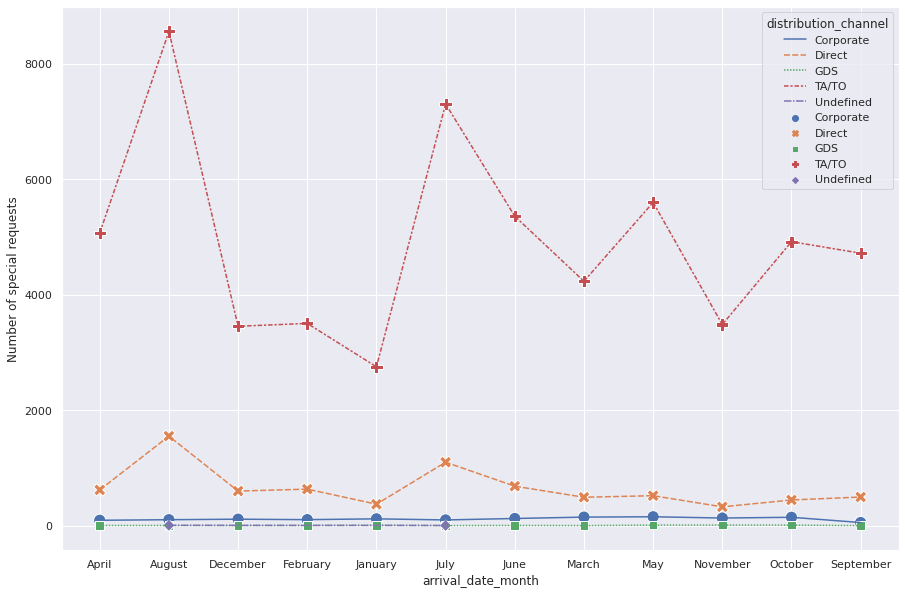 distribution_channel
Corporate
Direct
GDS
TA/TO
Undefined
Corporate
Direct
GDS
TA/TO
Undefined
Number of special requests
8000
6000
4000
2000
0
April August December February January July June March May November October September
arrival_date_month